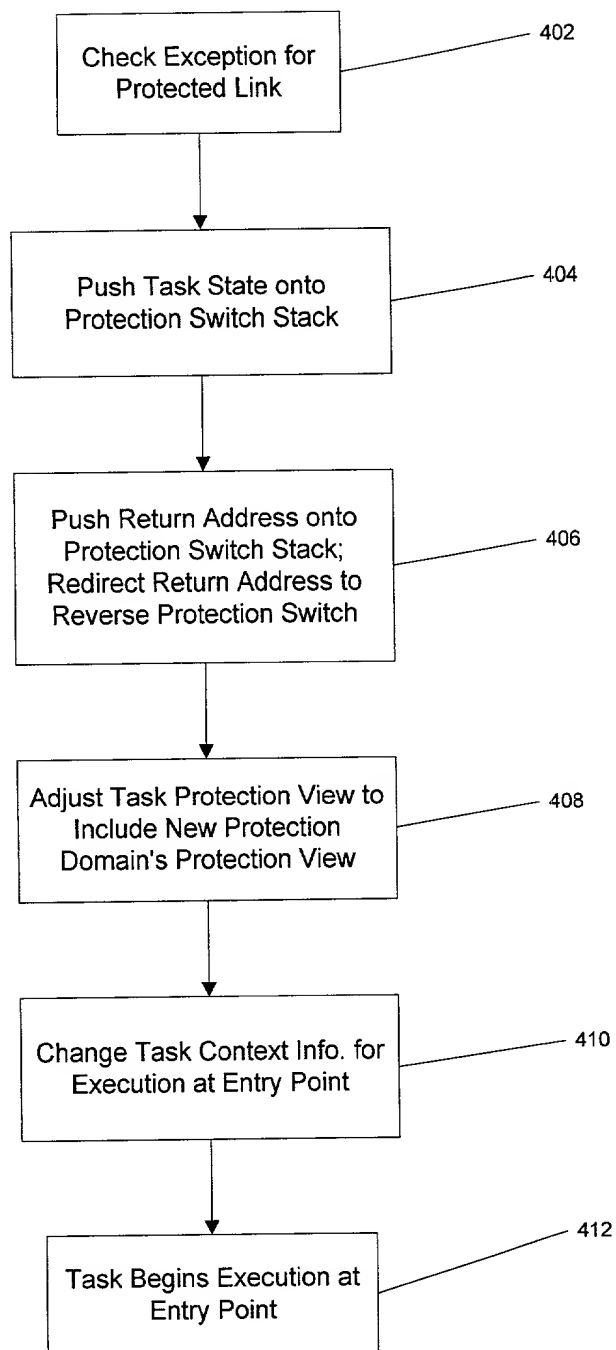 Check Exception for
Protected Link
402
Push Task State onto
Protection Switch Stack
404
Push Return Address onto
Protection Switch Stack;
Redirect Return Address to
Reverse Protection Switch
406
Adjust Task Protection View to
Include New Protection
Domain's Protection View
408
Change Task Context Info. for
Execution at Entry Point
410
Task Begins Execution at
Entry Point
412